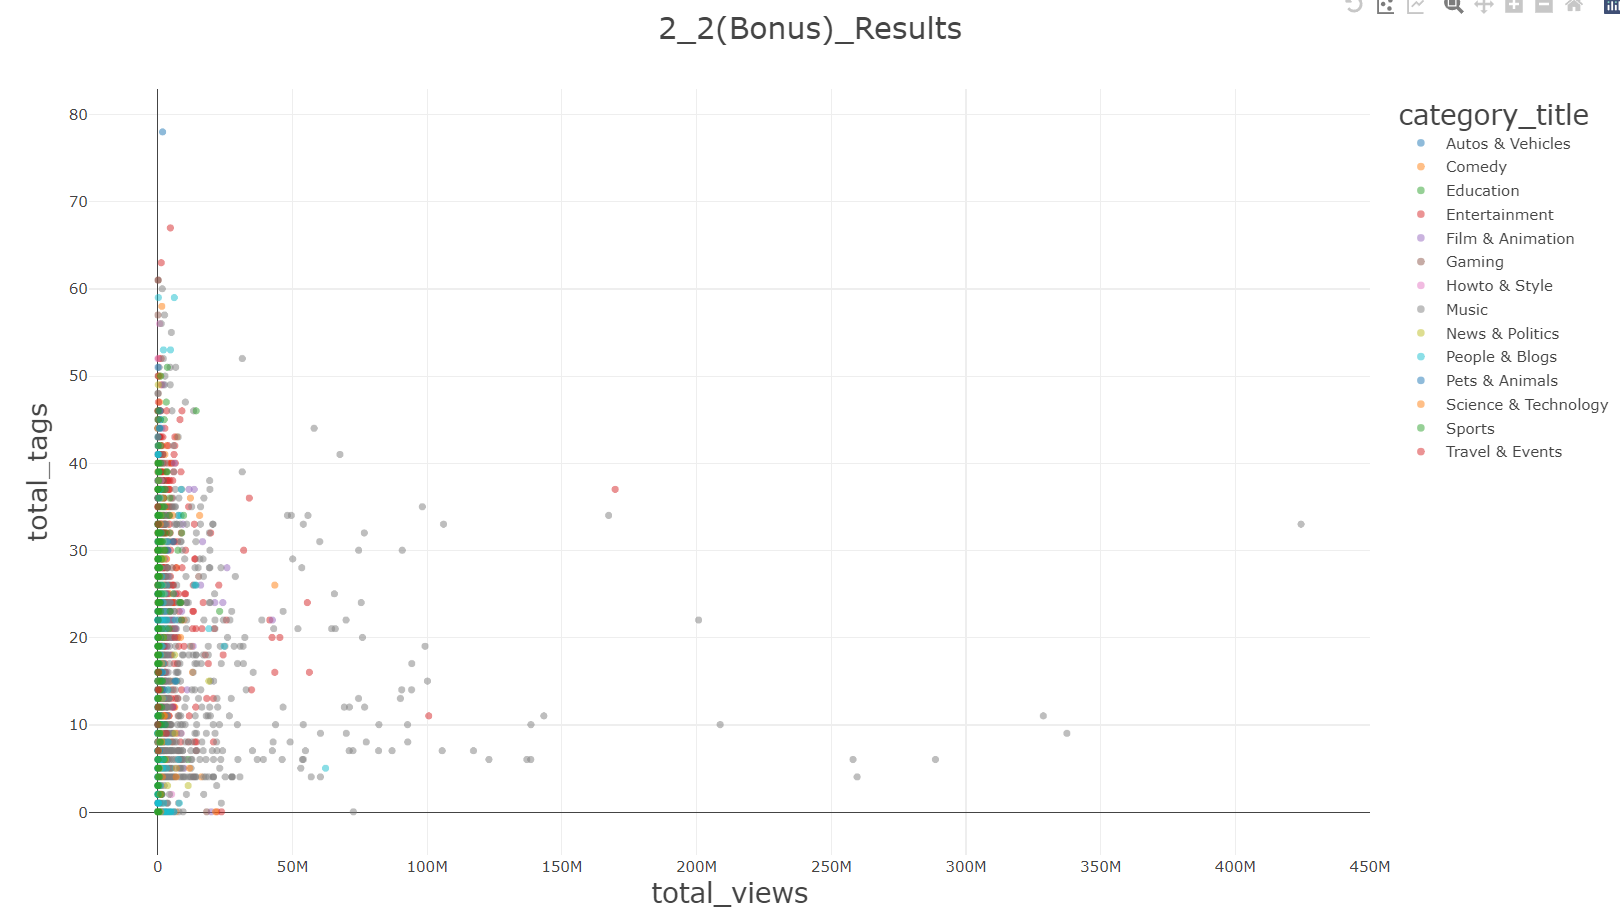 2_2(Bonus)_Results
category_title
Autos & Vehicles
Comedy
Education
Entertainment
Film & Animation
Gaming
Howto & Style
Music
News & Politics
People & Blogs
Pets & Animals
Science & Technology
Sports
Travel & Events
total_tags
80
70
60
50
40
30
20
10
0
0 50M 100M 150M 200M 250M 300M 350M 400M 450M
total_views